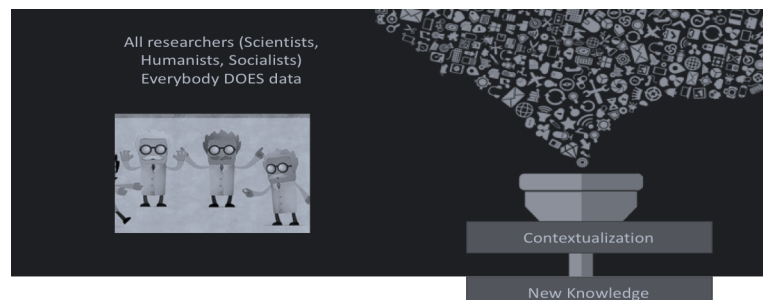 All researchers (Scientists,
Humanists, Socialists)
Everybody DOES data
Contextualization
New Knowledge